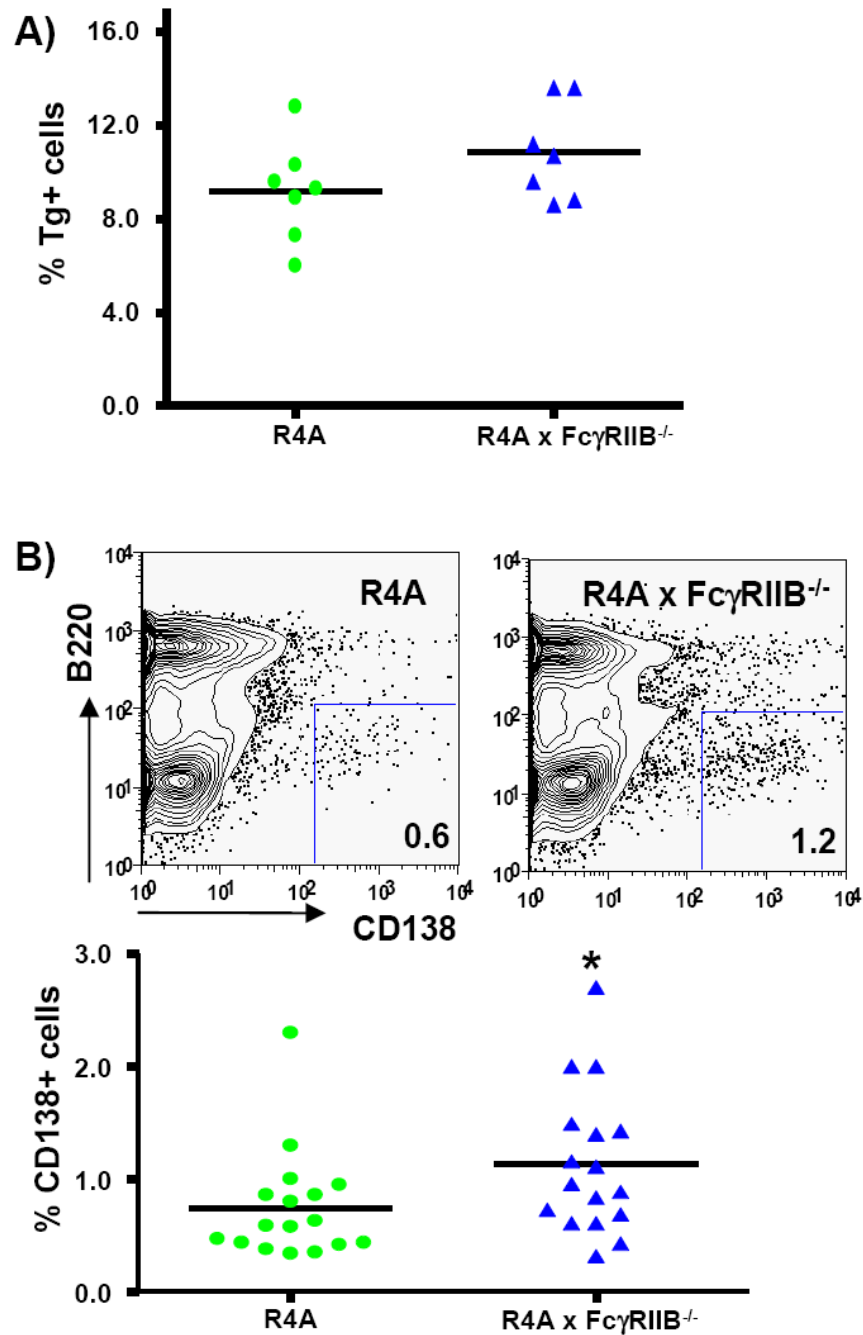 A)
% Tg+ cells
16.0
12.0
8.0
4.0
0.0
R4A
R4A x FcγRIIB-/-
B)
B220
10⁴
10³
10²
10¹
10⁰
R4A
0.6
10⁰ 10¹ 10² 10³ 10⁴
10⁴
10³
10²
10¹
10⁰
R4A x FcγRIIB-/-
1.2
10⁰ 10¹ 10² 10³ 10⁴
CD138
% CD138+ cells
3.0
2.0
1.0
0.0
*
R4A
R4A x FcγRIIB-/-